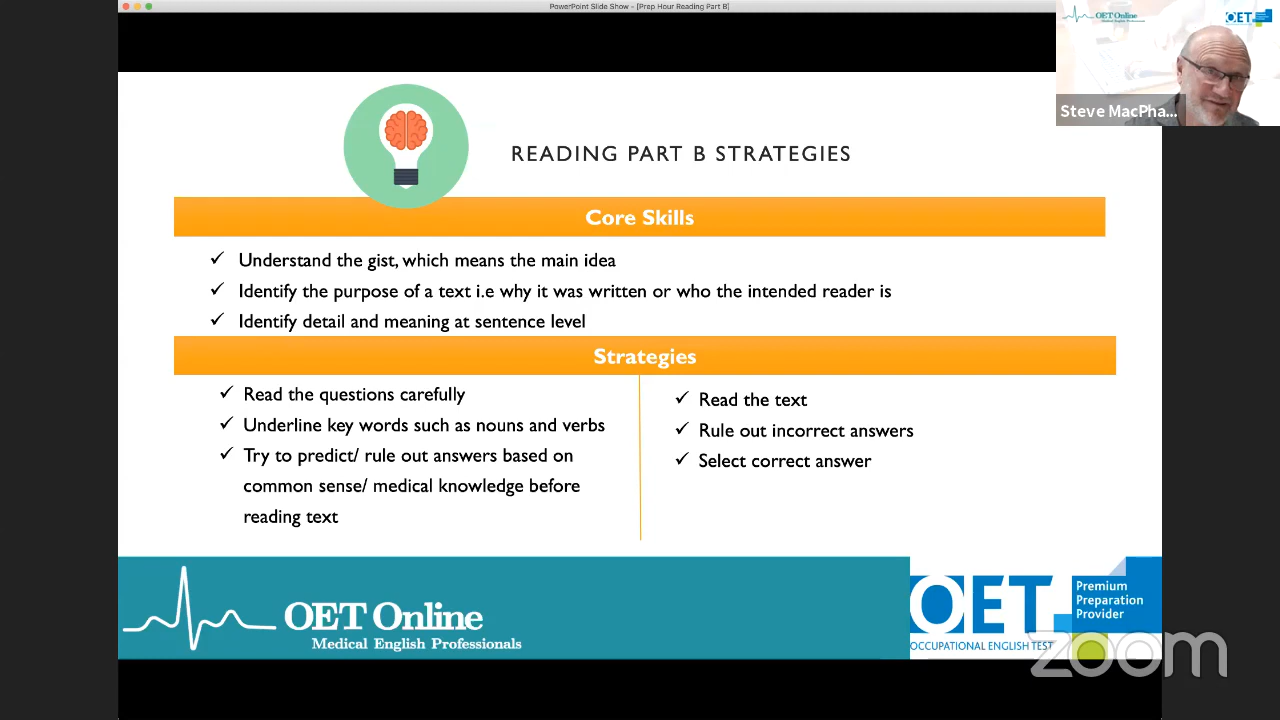 PowerPoint Slide Show - [Prep Hour Reading Part B]
OET Online
OET
Steve MacPha...
READING PART B STRATEGIES
Core Skills
Understand the gist, which means the main idea
Identify the purpose of a text i.e why it was written or who the intended reader is
Identify detail and meaning at sentence level
Strategies
Read the questions carefully
Underline key words such as nouns and verbs
Try to predict/ rule out answers based on
common sense/ medical knowledge before
reading text
Read the text
Rule out incorrect answers
Select correct answer
OET Online
Medical English Professionals
OET
OCCUPATIONAL ENGLISH TEST
Premium
Preparation
Provider
zoom